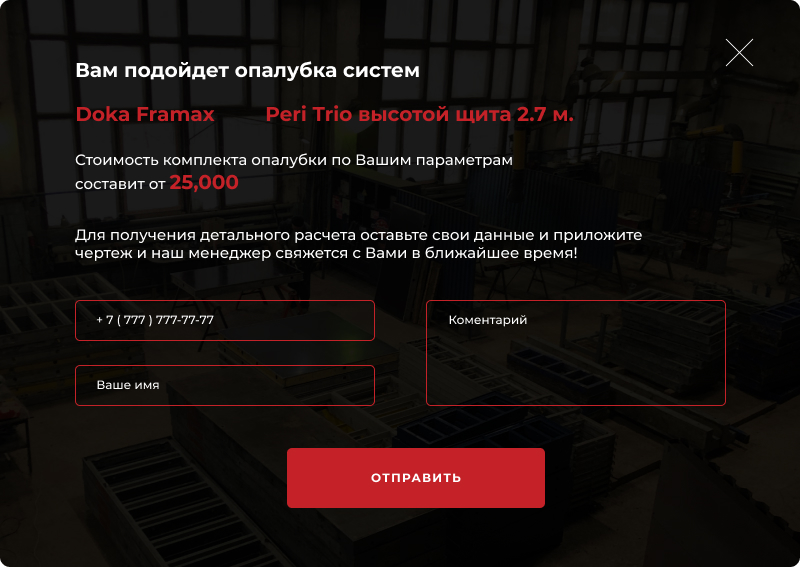 Вам подойдет опалубка систем
Doka Framax Peri Trio высотой щита 2.7 м.
Стоимость комплекта опалубки по Вашим параметрам
составит от 25,000
Для получения детального расчета оставьте свои данные и приложите
чертеж и наш менеджер свяжется с Вами в ближайшее время!
+ 7 ( 777 ) 777-77-77
Коментарий
Ваше имя
ОТПРАВИТЬ